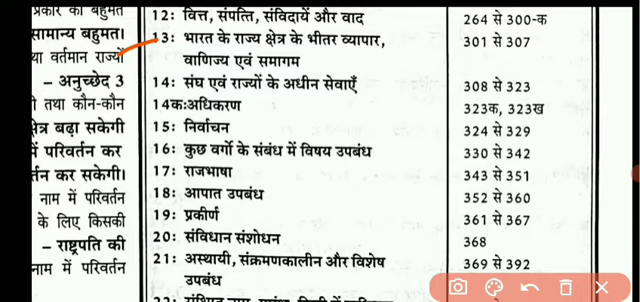 प्रकार का बहुमत
सामान्य बहुमत।
था वर्तमान राज्यों
– अनुच्छेद 3
ी तथा कौन-कौन
क्षेत्र बढ़ा सकेगी
में परिवर्तन कर
र्तन कर सकेगी।
नाम में परिवर्तन
के लिए किसकी
– राष्ट्रपति की
नाम में परिवर्तन
12: वित्त, संपत्ति, संविदायें और वाद 264 से 300-क
13: भारत के राज्य क्षेत्र के भीतर व्यापार, 301 से 307
वाणिज्य एवं समागम
14: संघ एवं राज्यों के अधीन सेवाएँ 308 से 323
14क:अधिकरण 323क, 323ख
15: निर्वाचन 324 से 329
16: कुछ वर्गो के संबंध में विषय उपबंध 330 से 342
17: राजभाषा 343 से 351
18: आपात उपबंध 352 से 360
19: प्रकीर्ण 361 से 367
20: संविधान संशोधन 368
21: अस्थायी, संक्रमणकालीन और विशेष 369 से 392
उपबंध